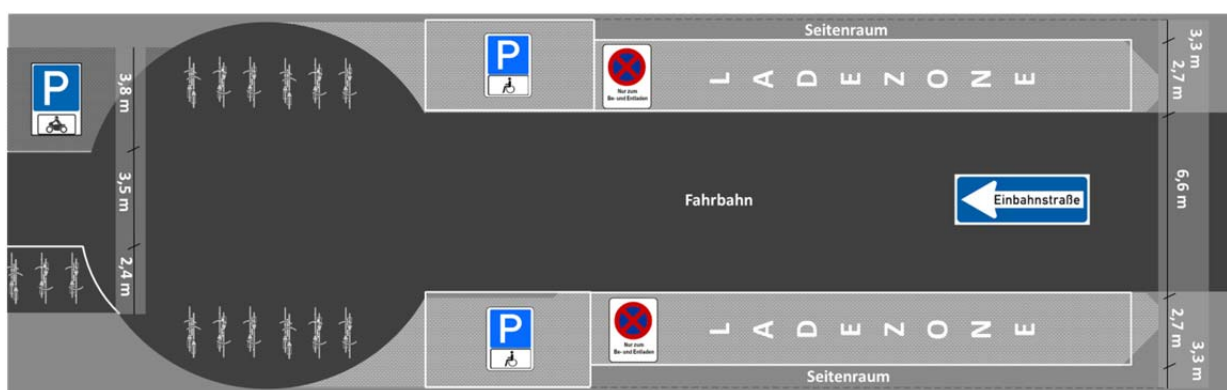 Seitenraum
P
Nur zum
Be- und Entladen
LADEZONE
3,3 m
2,7 m
P
3,8 m
3,5 m
2,4 m
Fahrbahn
Einbahnstraße
6,6 m
P
Nur zum
Be- und Entladen
LADEZONE
2,7 m
3,3 m
Seitenraum